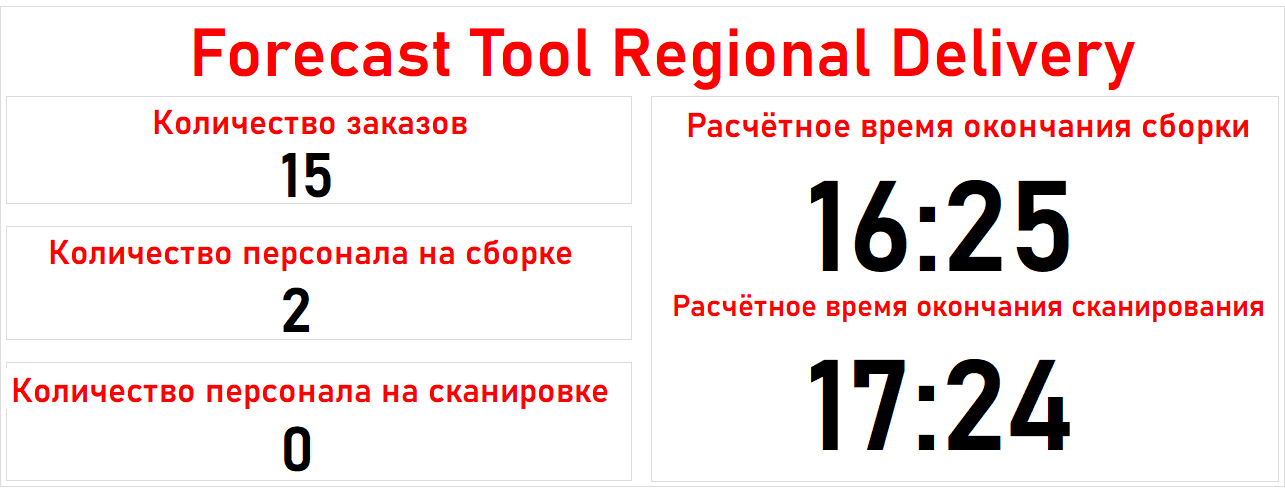 Forecast Tool Regional Delivery
Количество заказов
15
Количество персонала на сборке
2
Количество персонала на сканировке
0
Расчётное время окончания сборки
16:25
Расчётное время окончания сканирования
17:24